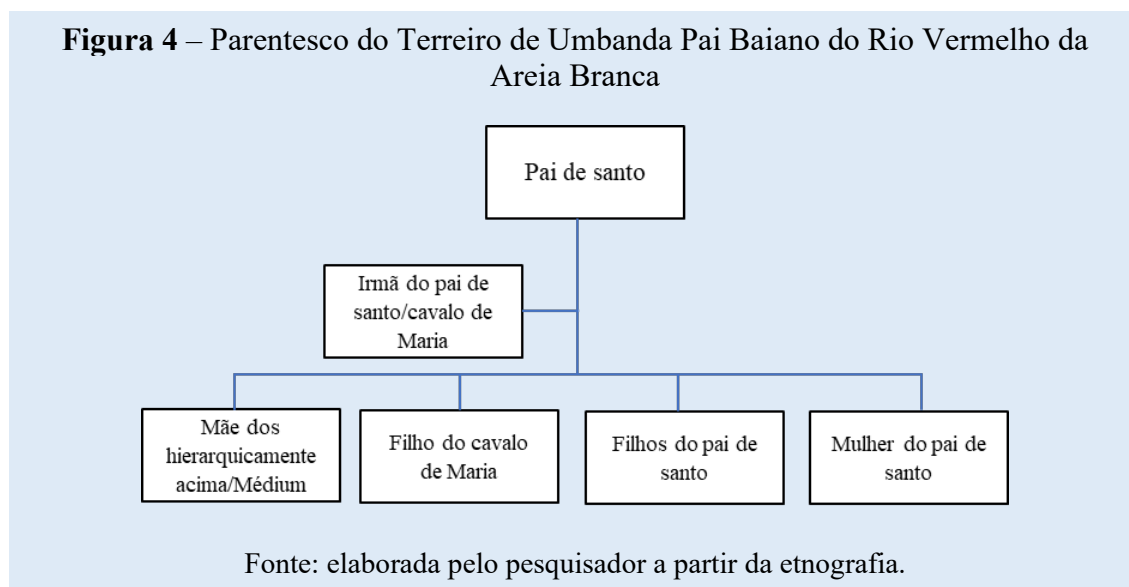 Figura 4 – Parentesco do Terreiro de Umbanda Pai Baiano do Rio Vermelho da
Areia Branca
Pai de santo
Irmã do pai de
santo/cavalo de
Maria
Mãe dos
hierarquicamente
acima/Médium
Filho do cavalo
de Maria
Filhos do pai de
santo
Mulher do pai de
santo
Fonte: elaborada pelo pesquisador a partir da etnografia.